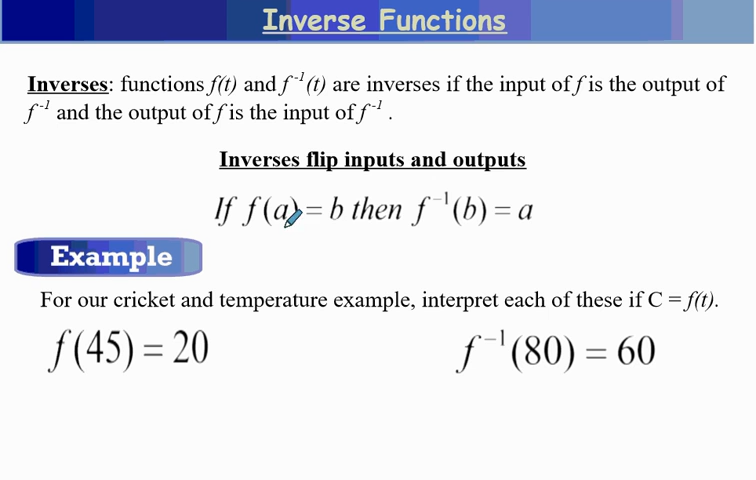 Inverse Functions
Inverses: functions f(t) and f⁻¹(t) are inverses if the input of f is the output of
f⁻¹ and the output of f is the input of f⁻¹ .
Inverses flip inputs and outputs
If f(a) = b then f⁻¹(b) = a
Example
For our cricket and temperature example, interpret each of these if C = f(t).
f(45) = 20 f⁻¹(80) = 60